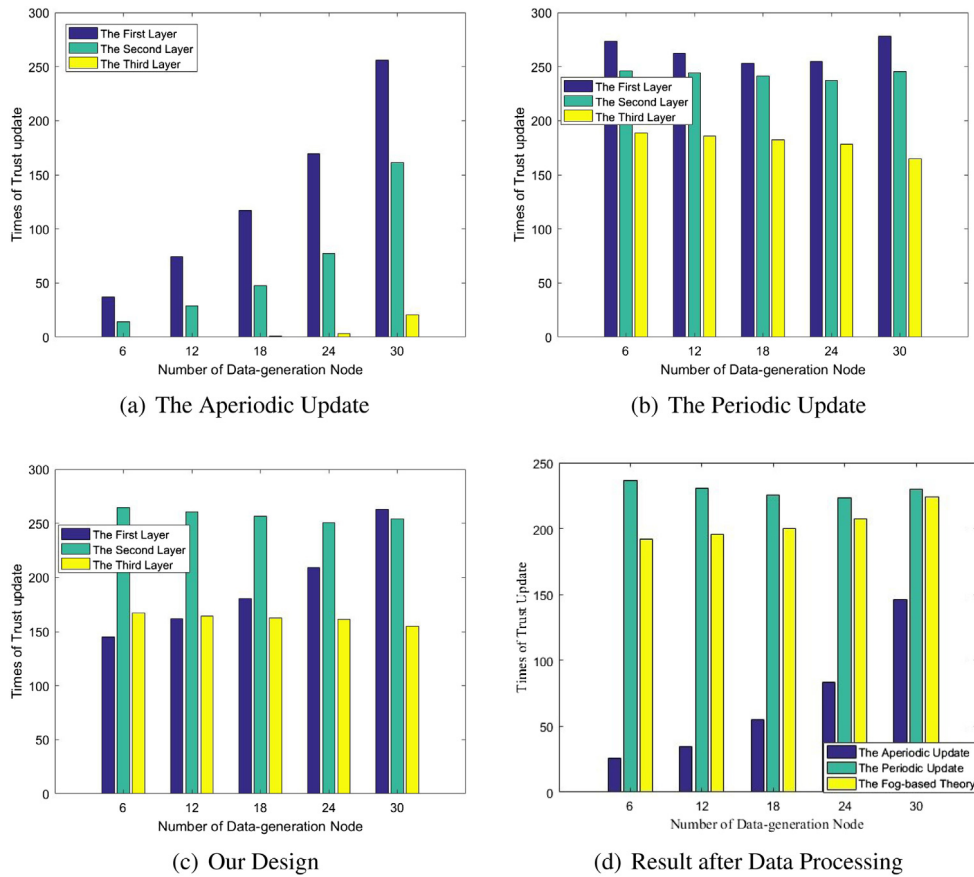 300
250
200
150
100
50
0
Times of Trust update
The First Layer
The Second Layer
The Third Layer
6 12 18 24 30
Number of Data-generation Node
(a) The Aperiodic Update
300
250
200
150
100
50
0
Times of Trust update
The First Layer
The Second Layer
The Third Layer
6 12 18 24 30
Number of Data-generation Node
(b) The Periodic Update
300
250
200
150
100
50
0
Times of Trust update
The First Layer
The Second Layer
The Third Layer
6 12 18 24 30
Number of Data-generation Node
(c) Our Design
250
200
150
100
50
0
Times of Trust Update
The Aperiodic Update
The Periodic Update
The Fog-based Theory
6 12 18 24 30
Number of Data-generation Node
(d) Result after Data Processing